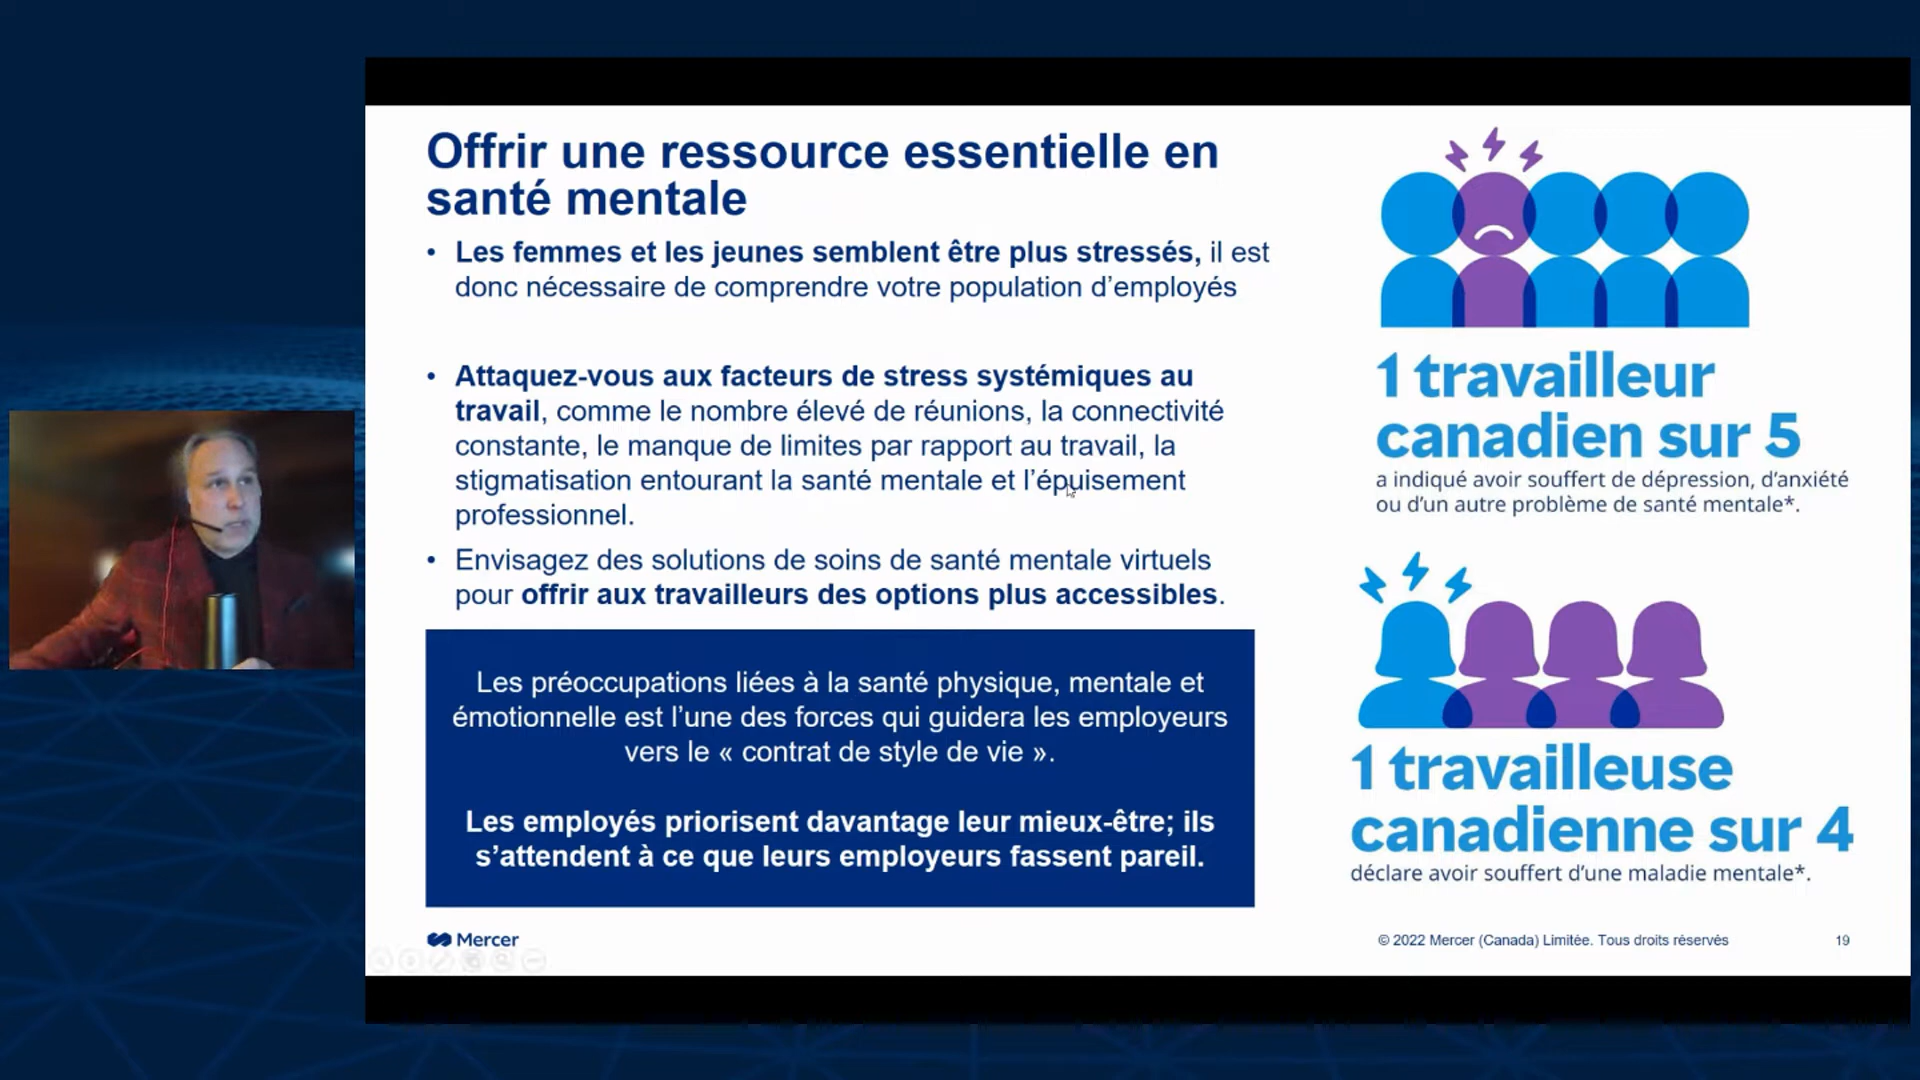 Offrir une ressource essentielle en
santé mentale
• Les femmes et les jeunes semblent être plus stressés, il est
donc nécessaire de comprendre votre population d’employés
• Attaquez-vous aux facteurs de stress systémiques au
travail, comme le nombre élevé de réunions, la connectivité
constante, le manque de limites par rapport au travail, la
stigmatisation entourant la santé mentale et l’épuisement
professionnel.
• Envisagez des solutions de soins de santé mentale virtuels
pour offrir aux travailleurs des options plus accessibles.
Les préoccupations liées à la santé physique, mentale et
émotionnelle est l’une des forces qui guidera les employeurs
vers le « contrat de style de vie ».
Les employés priorisent davantage leur mieux-être; ils
s’attendent à ce que leurs employeurs fassent pareil.
1 travailleur
canadien sur 5
a indiqué avoir souffert de dépression, d’anxiété
ou d’un autre problème de santé mentale*.
1 travailleuse
canadienne sur 4
déclare avoir souffert d’une maladie mentale*.
Mercer
© 2022 Mercer (Canada) Limitée. Tous droits réservés
19